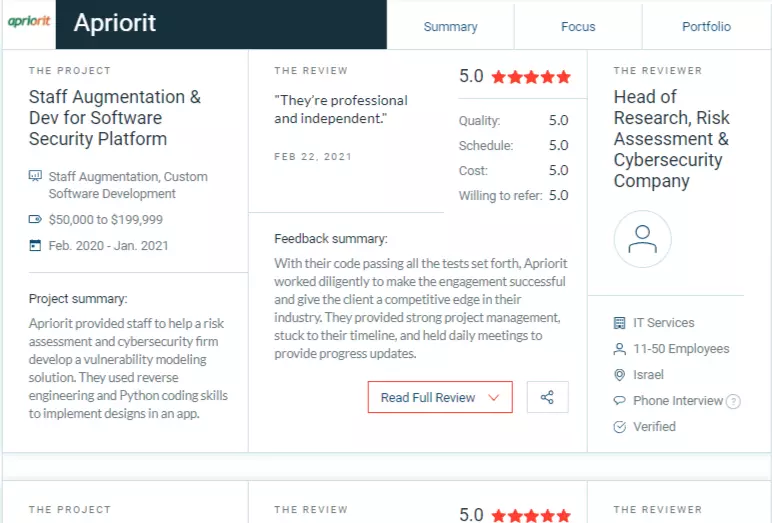 apriorit
Apriorit
Summary
Focus
Portfolio
THE PROJECT
Staff Augmentation &
Dev for Software
Security Platform
Staff Augmentation, Custom
Software Development
$50,000 to $199,999
Feb. 2020 - Jan. 2021
Project summary:
Apriorit provided staff to help a risk
assessment and cybersecurity firm
develop a vulnerability modeling
solution. They used reverse
engineering and Python coding skills
to implement designs in an app.
THE REVIEW
"They're professional
and independent."
FEB 22, 2021
5.0
Quality: 5.0
Schedule: 5.0
Cost: 5.0
Willing to refer: 5.0
Feedback summary:
With their code passing all the tests set forth, Apriorit
worked diligently to make the engagement successful
and give the client a competitive edge in their
industry. They provided strong project management,
stuck to their timeline, and held daily meetings to
provide progress updates.
Read Full Review
THE REVIEWER
Head of
Research, Risk
Assessment &
Cybersecurity
Company
IT Services
11-50 Employees
Israel
Phone Interview ?
Verified
THE PROJECT
THE REVIEW
5.0
THE REVIEWER